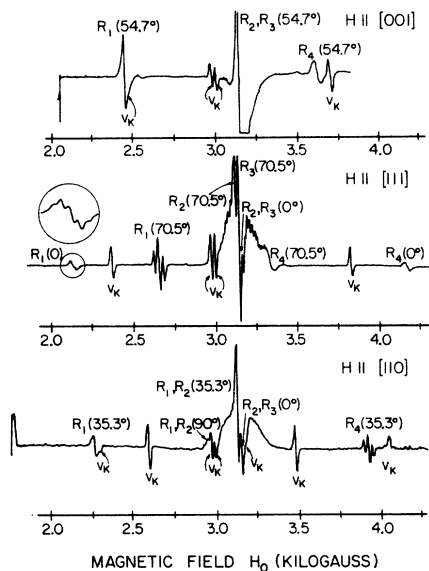 H II [001]
R1 (54.7°)
R2,R3(54.7°)
R4(54.7°)
VK
VK
VK
2.0 2.5 3.0 3.5 4.0
H II [111]
R3(70.5°)
R2(70.5°)
R2,R3(0°)
R1(70.5°)
R1(0)
R4(70.5°)
R4(0°)
VK
VK
VK
2.0 2.5 3.0 3.5 4.0
H II [110]
R1,R2(35.3°)
R1(35.3°)
R1,R2(90°)
R2,R3(0°)
R4(35.3°)
VK
VK
VK
VK
VK
VK
2.0 2.5 3.0 3.5 4.0
MAGNETIC FIELD H0 (KILOGAUSS)